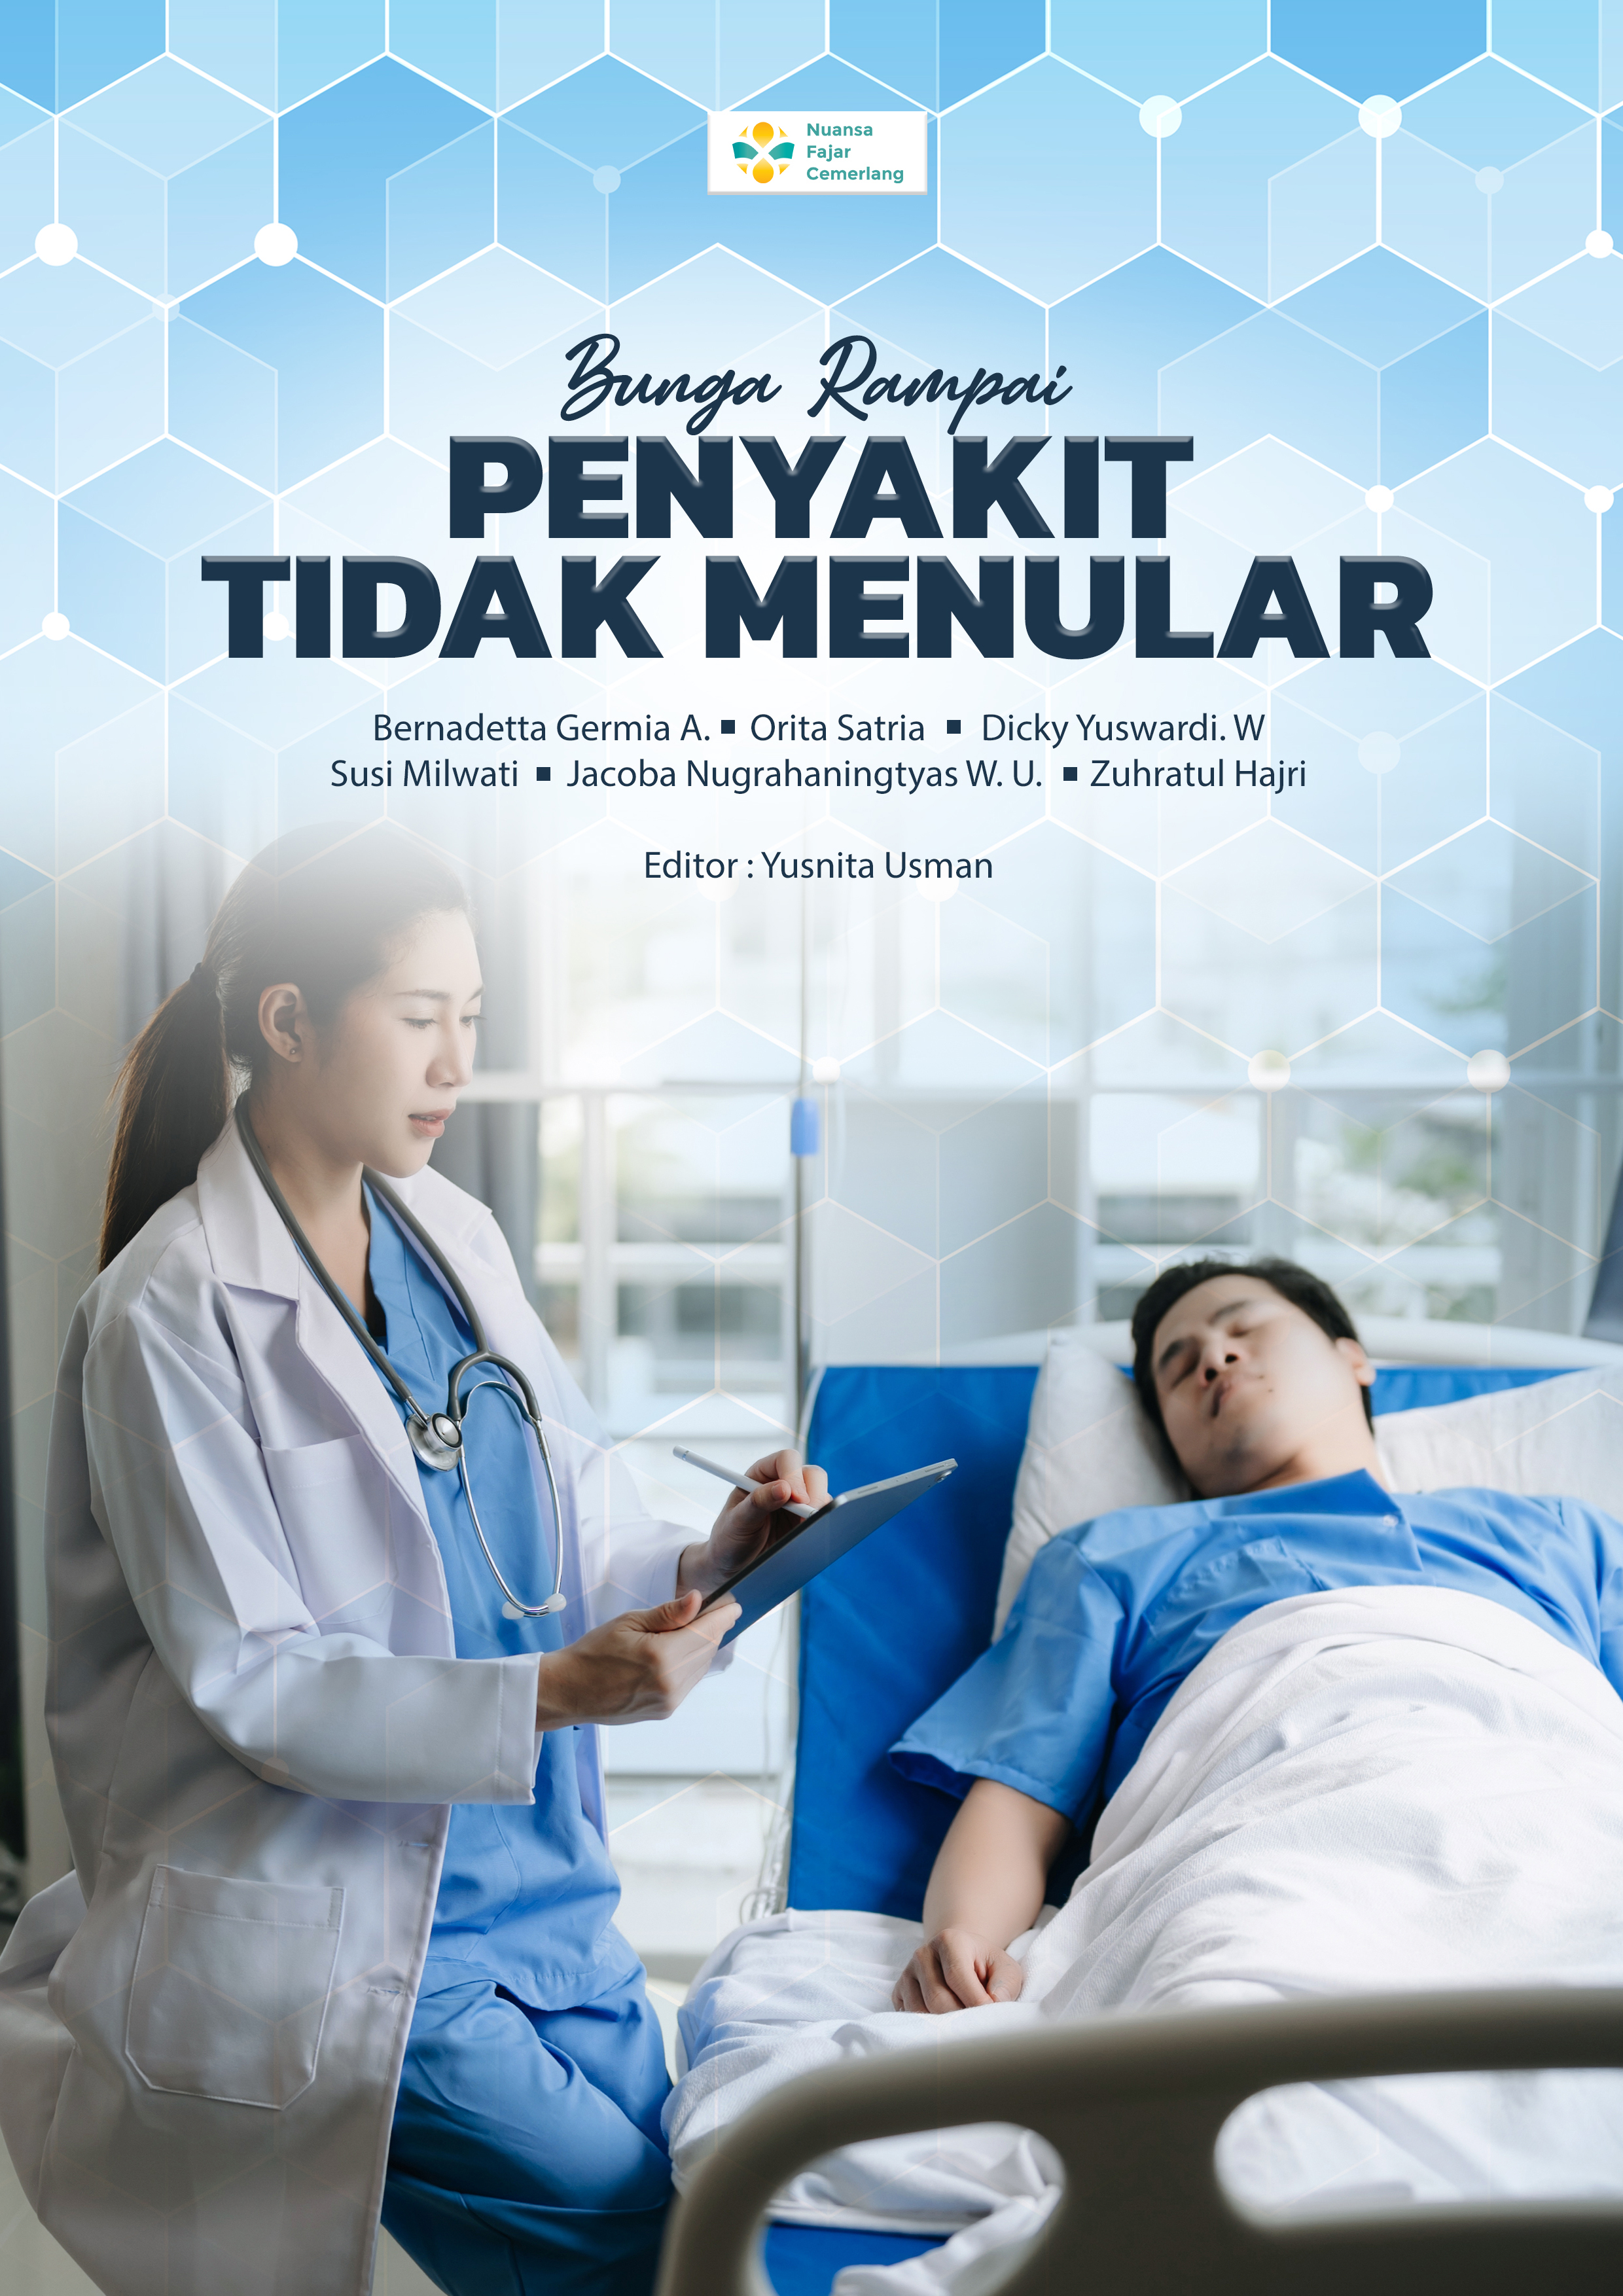 Nuansa
Fajar
Cemerlang
Bunga Rampai
PENYAKIT
TIDAK MENULAR
Bernadetta Germia A. ▪ Orita Satria ▪ Dicky Yuswardi. W
Susi Milwati ▪ Jacoba Nugrahaningtyas W. U. ▪ Zuhratul Hajri
Editor : Yusnita Usman